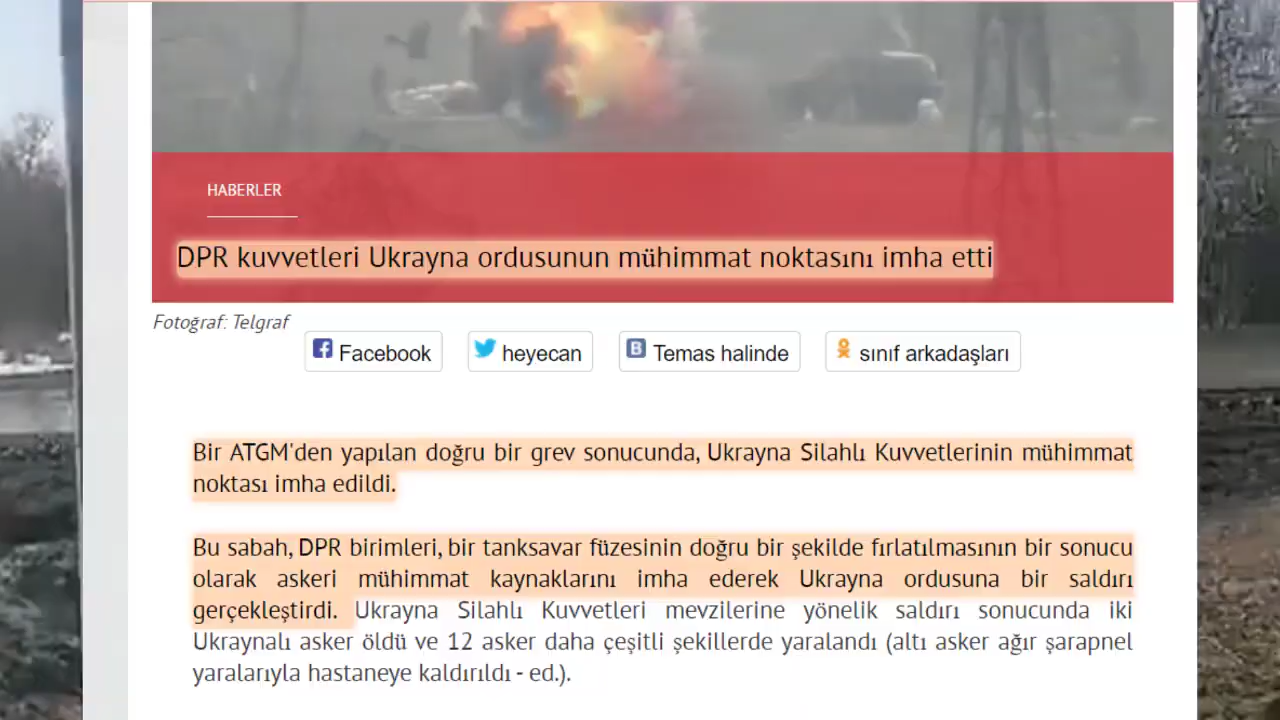 HABERLER
DPR kuvvetleri Ukrayna ordusunun mühimmat noktasını imha etti
Fotoğraf: Telgraf
Facebook
heyecan
Temas halinde
sınıf arkadaşları
Bir ATGM'den yapılan doğru bir grev sonucunda, Ukrayna Silahlı Kuvvetlerinin mühimmat
noktası imha edildi.
Bu sabah, DPR birimleri, bir tanksavar füzesinin doğru bir şekilde fırlatılmasının bir sonucu
olarak askeri mühimmat kaynaklarını imha ederek Ukrayna ordusuna bir saldırı
gerçekleştirdi. Ukrayna Silahlı Kuvvetleri mevzilerine yönelik saldırı sonucunda iki
Ukraynalı asker öldü ve 12 asker daha çeşitli şekillerde yaralandı (altı asker ağır şarapnel
yaralarıyla hastaneye kaldırıldı - ed.).